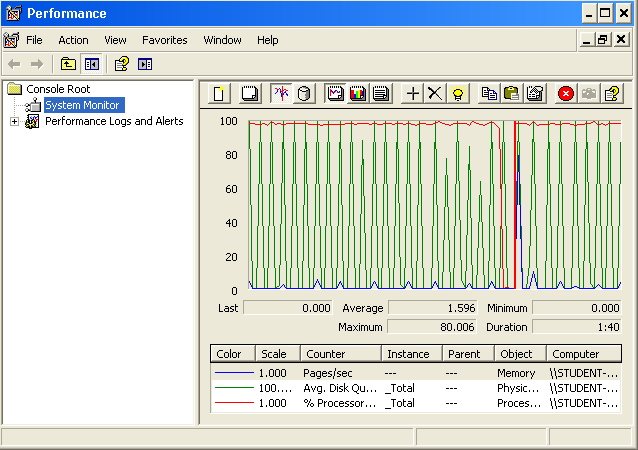 Performance
File Action View Favorites Window Help
Console Root
System Monitor
Performance Logs and Alerts
100
80
60
40
20
0
Last 0.000 Average 1.596 Minimum 0.000
Maximum 80.006 Duration 1:40
Color Scale Counter Instance Parent Object Computer
1.000 Pages/sec --- --- Memory \\STUDENT-...
100.... Avg. Disk Qu... _Total --- Physic... \\STUDENT-...
1.000 % Processor... _Total --- Proces... \\STUDENT-...